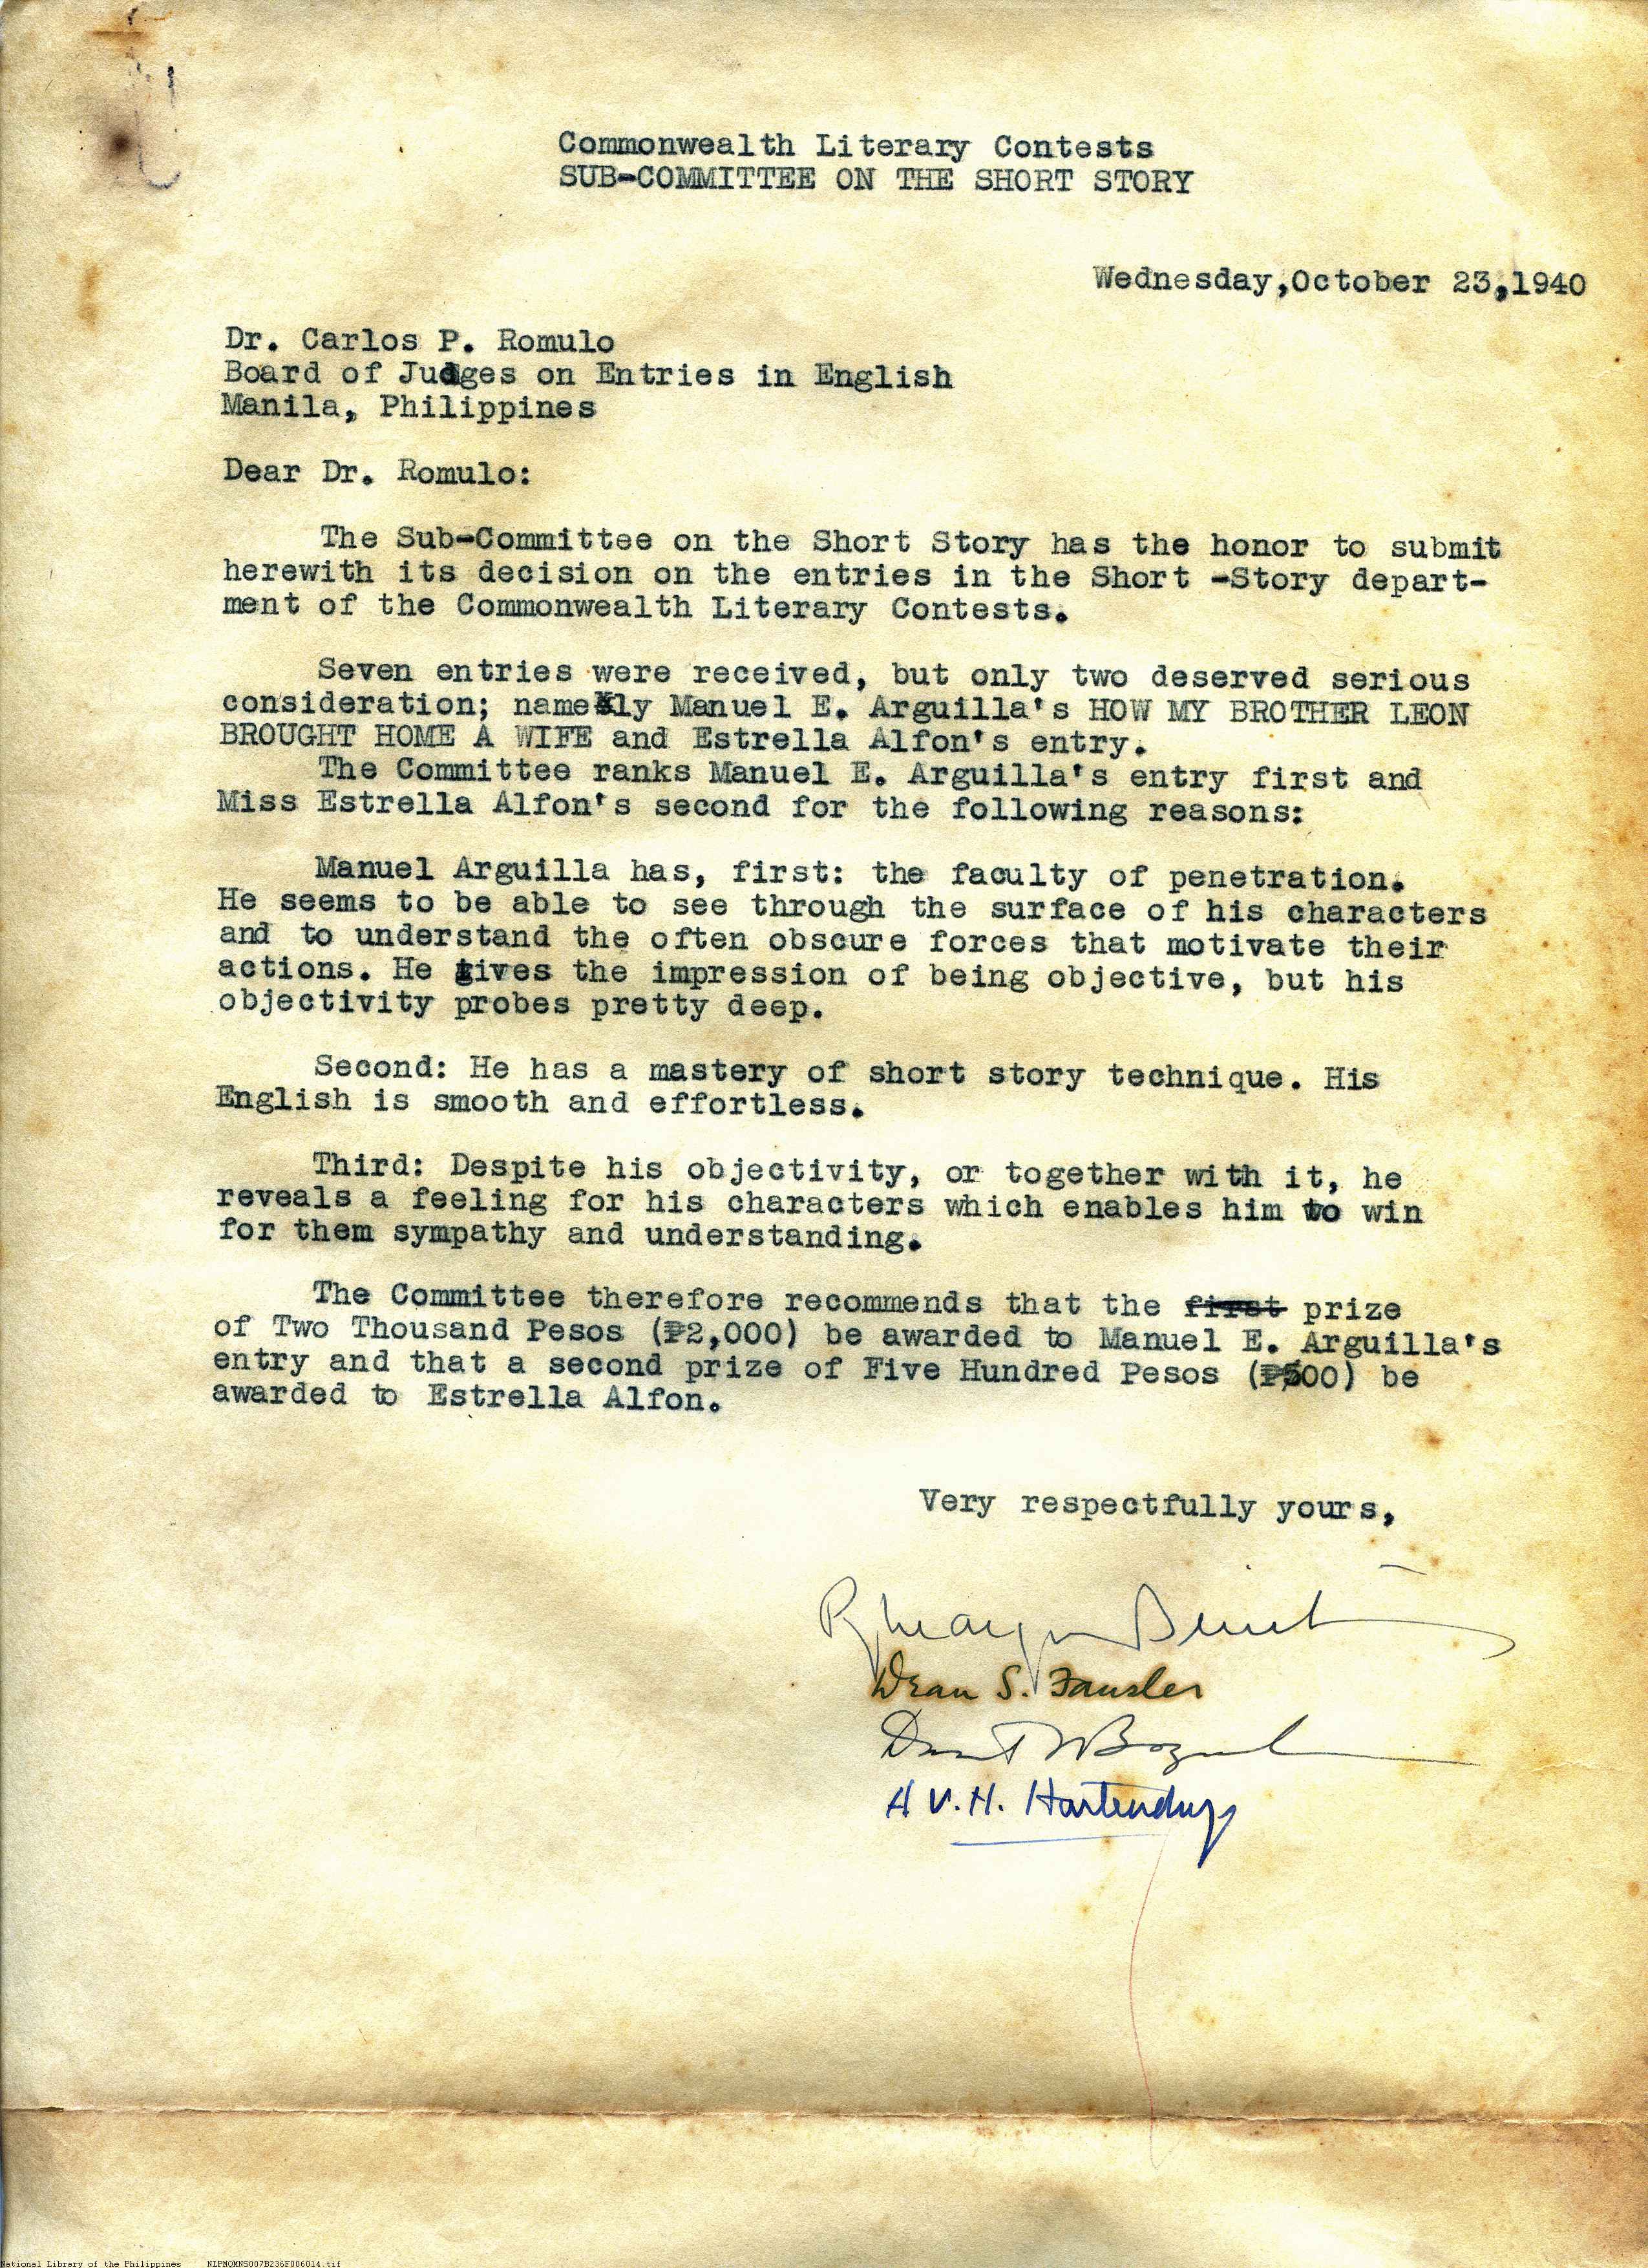 Commonwealth Literary Contests
SUB-COMMITTEE ON THE SHORT STORY
Wednesday,October 23,1940
Dr. Carlos P. Romulo
Board of Judges on Entries in English
Manila, Philippines
Dear Dr. Romulo:
The Sub-Committee on the Short Story has the honor to submit
herewith its decision on the entries in the Short -Story depart-
ment of the Commonwealth Literary Contests.
Seven entries were received, but only two deserved serious
consideration; namely Manuel E. Arguilla's HOW MY BROTHER LEON
BROUGHT HOME A WIFE and Estrella Alfon's entry.
The Committee ranks Manuel E. Arguilla's entry first and
Miss Estrella Alfon's second for the following reasons:
Manuel Arguilla has, first: the faculty of penetration.
He seems to be able to see through the surface of his characters
and to understand the often obscure forces that motivate their
actions. He gives the impression of being objective, but his
objectivity probes pretty deep.
Second: He has a mastery of short story technique. His
English is smooth and effortless.
Third: Despite his objectivity, or together with it, he
reveals a feeling for his characters which enables him to win
for them sympathy and understanding.
The Committee therefore recommends that the first prize
of Two Thousand Pesos (₱2,000) be awarded to Manuel E. Arguilla's
entry and that a second prize of Five Hundred Pesos (₱500) be
awarded to Estrella Alfon.
Very respectfully yours,
Dean S. Fansler
A V.H. Hartendorp
National Library of the Philippines NLPMQMNS007B236F006014.tif